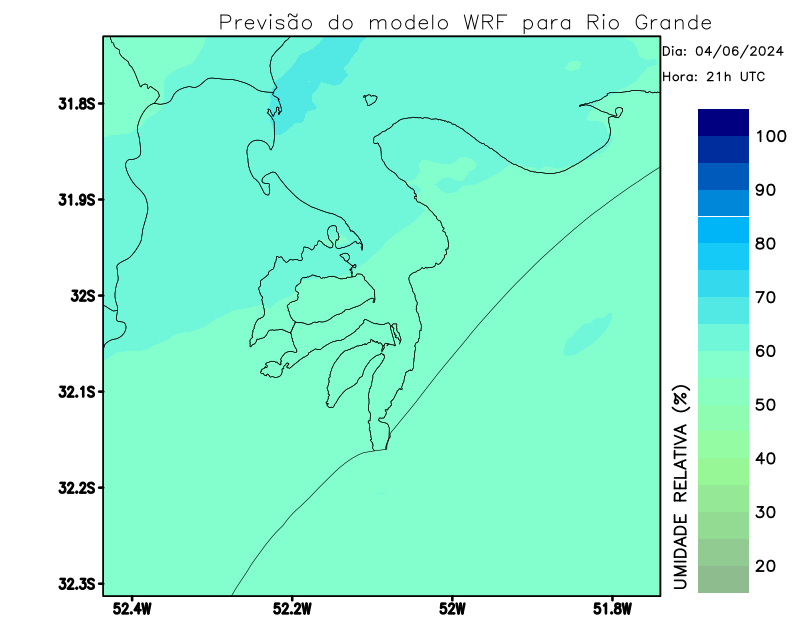 Previsão do modelo WRF para Rio Grande
Dia: 04/06/2024
Hora: 21h UTC
31.8S
31.9S
32S
32.1S
32.2S
32.3S
52.4W
52.2W
52W
51.8W
UMIDADE RELATIVA (%)
100
90
80
70
60
50
40
30
20